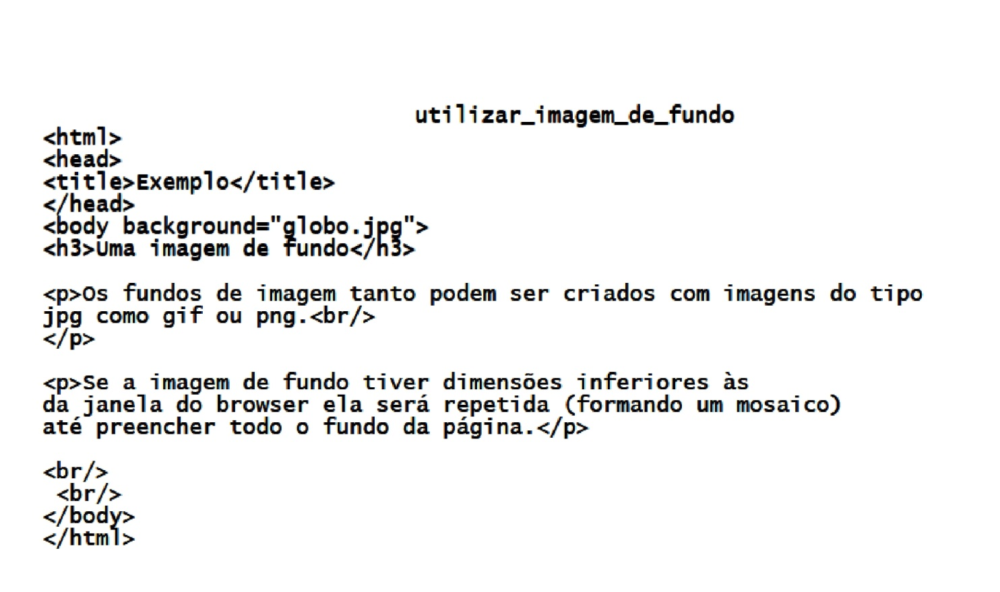 utilizar_imagem_de_fundo
<html>
<head>
<title>Exemplo</title>
</head>
<body background="globo.jpg">
<h3>Uma imagem de fundo</h3>
<p>Os fundos de imagem tanto podem ser criados com imagens do tipo
jpg como gif ou png.<br/>
</p>
<p>Se a imagem de fundo tiver dimensões inferiores às
da janela do browser ela será repetida (formando um mosaico)
até preencher todo o fundo da página.</p>
<br/>
<br/>
</body>
</html>